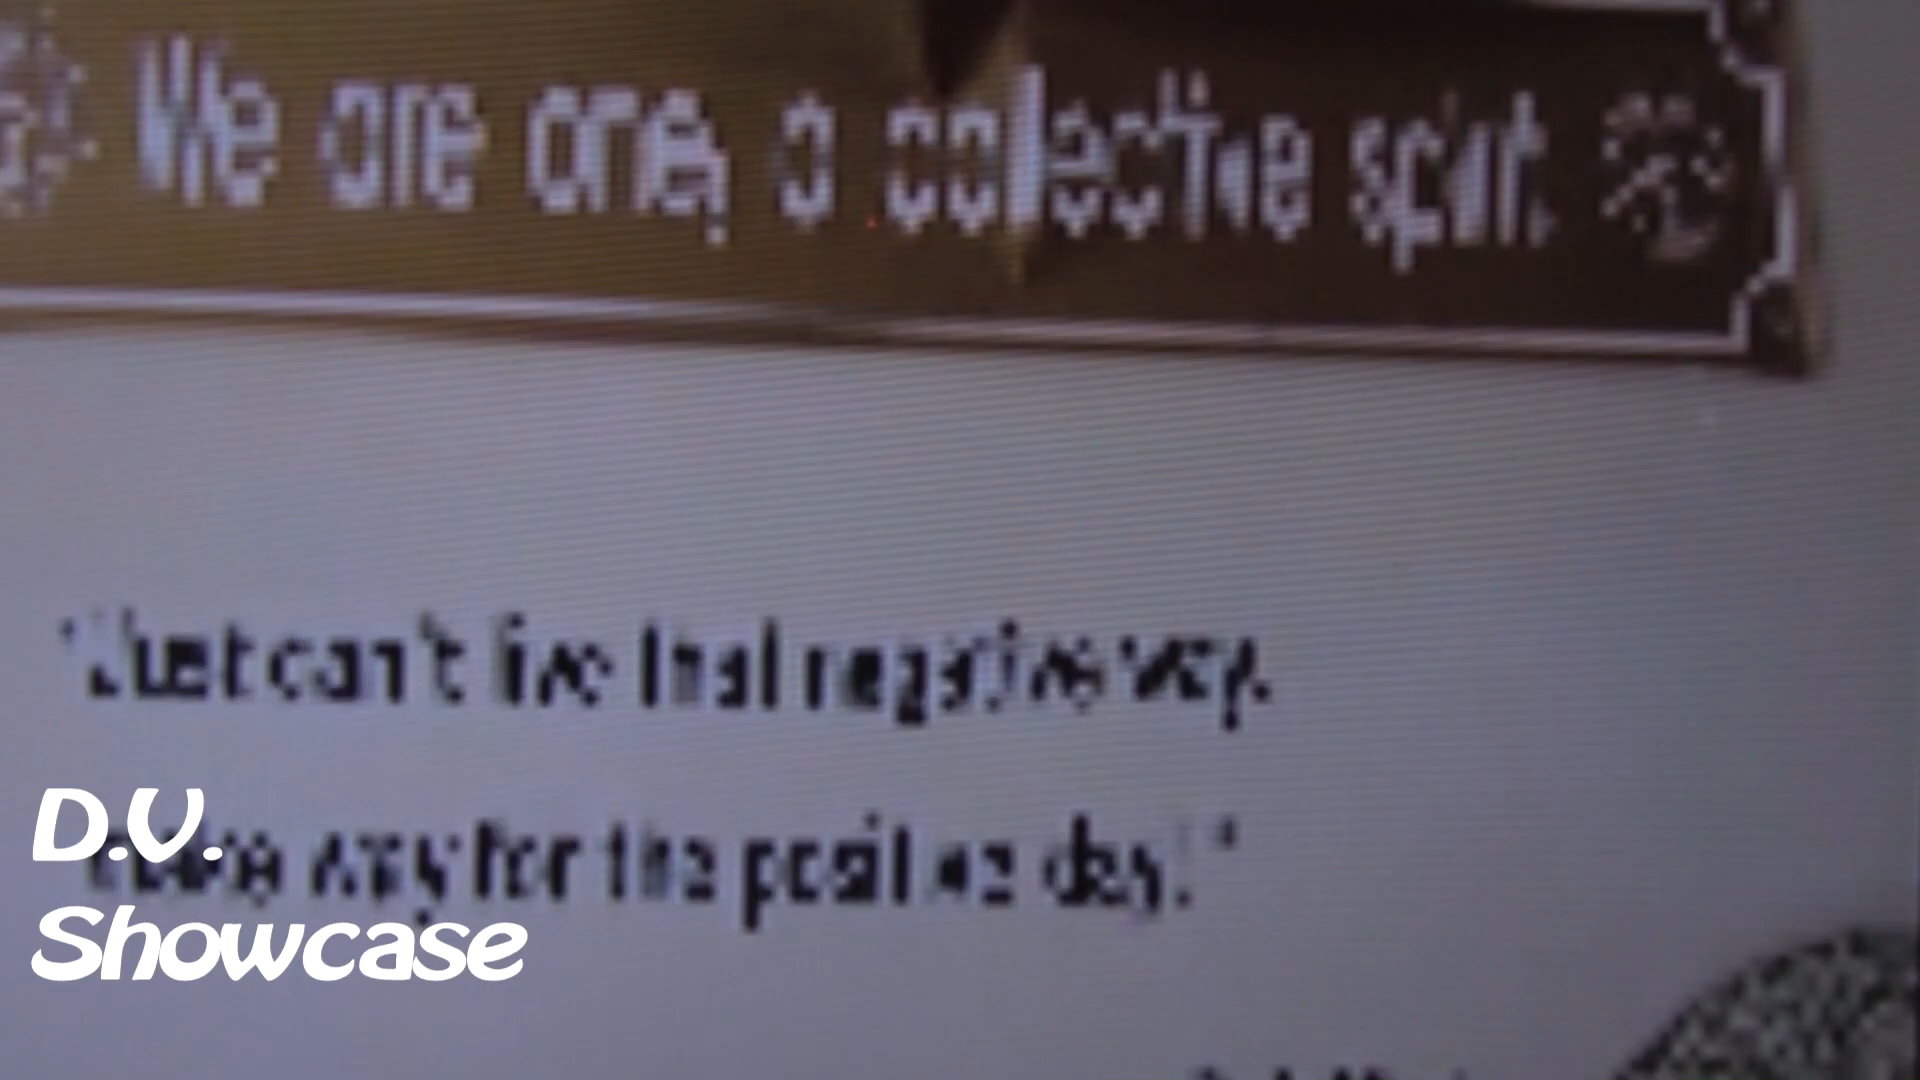 We are one, a collective spirit.
"Just can't live that negative way.
make way for the positive day!"
D.V.
Showcase